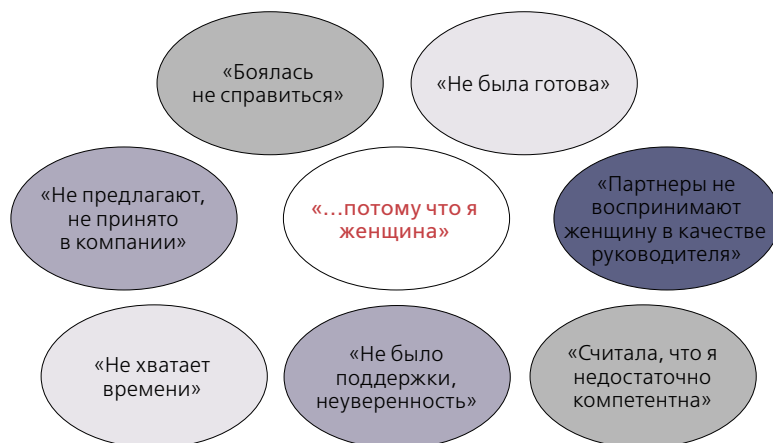 «Боялась
не справиться»
«Не была готова»
«Не предлагают,
не принято
в компании»
«…потому что я
женщина»
«Партнеры не
воспринимают
женщину в качестве
руководителя»
«Не хватает
времени»
«Не было
поддержки,
неуверенность»
«Считала, что я
недостаточно
компетентна»